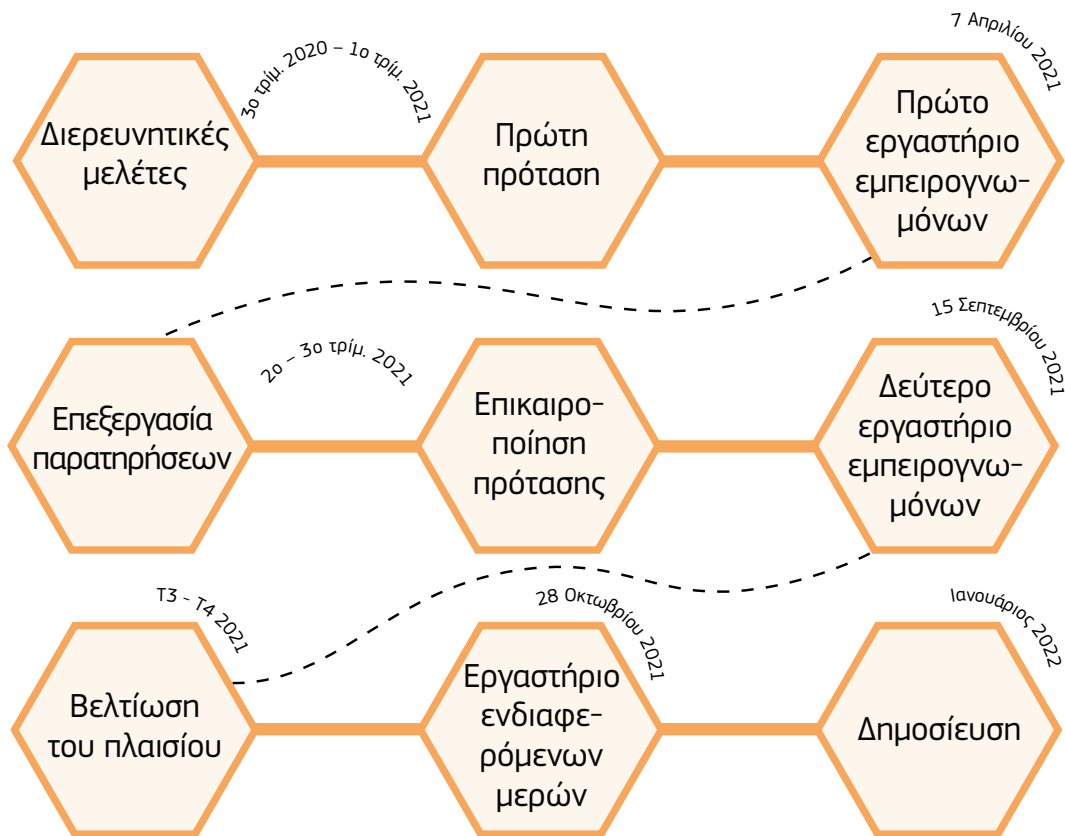 Διερευνητικές
μελέτες
3ο τρίμ. 2020 – 1ο τρίμ. 2021
Πρώτη
πρόταση
7 Απριλίου 2021
Πρώτο
εργαστήριο
εμπειρογνω-
μόνων
Επεξεργασία
παρατηρήσεων
2ο – 3ο τρίμ. 2021
Επικαιρο-
ποίηση
πρότασης
15 Σεπτεμβρίου 2021
Δεύτερο
εργαστήριο
εμπειρογνω-
μόνων
Τ3 - Τ4 2021
Βελτίωση
του πλαισίου
28 Οκτωβρίου 2021
Εργαστήριο
ενδιαφε-
ρόμενων
μερών
Ιανουάριος 2022
Δημοσίευση